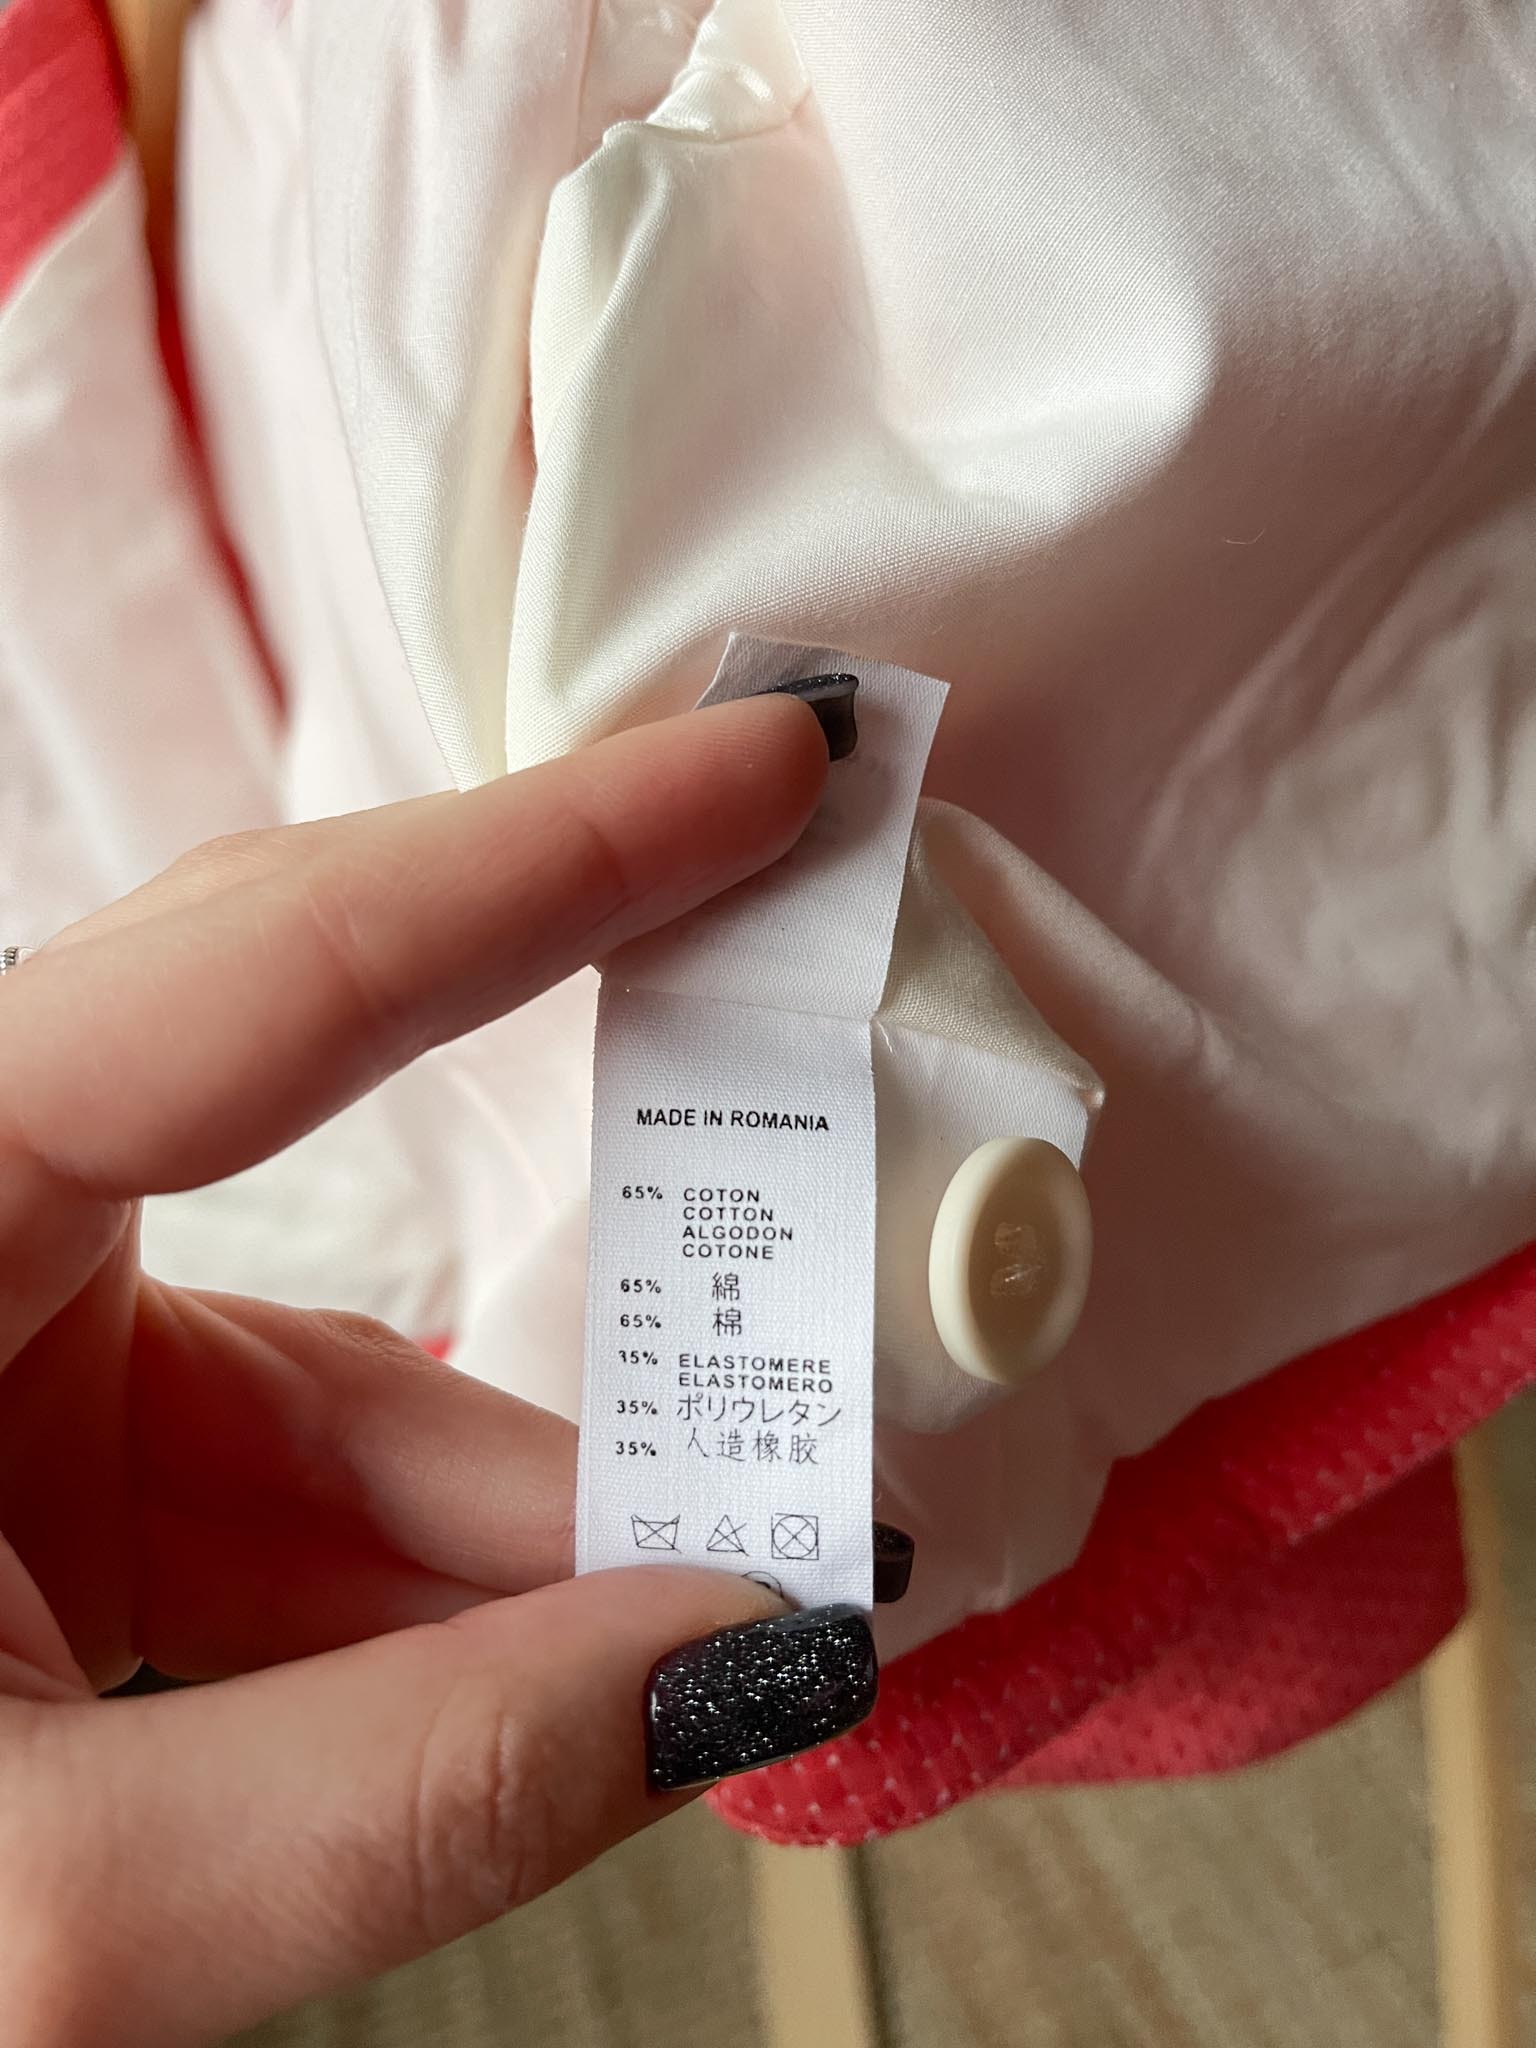 MADE IN ROMANIA
65% COTON
COTTON
ALGODON
COTONE
65% 綿
65% 棉
35% ELASTOMERE
ELASTOMERO
35% ポリウレタン
35% 人造橡胶